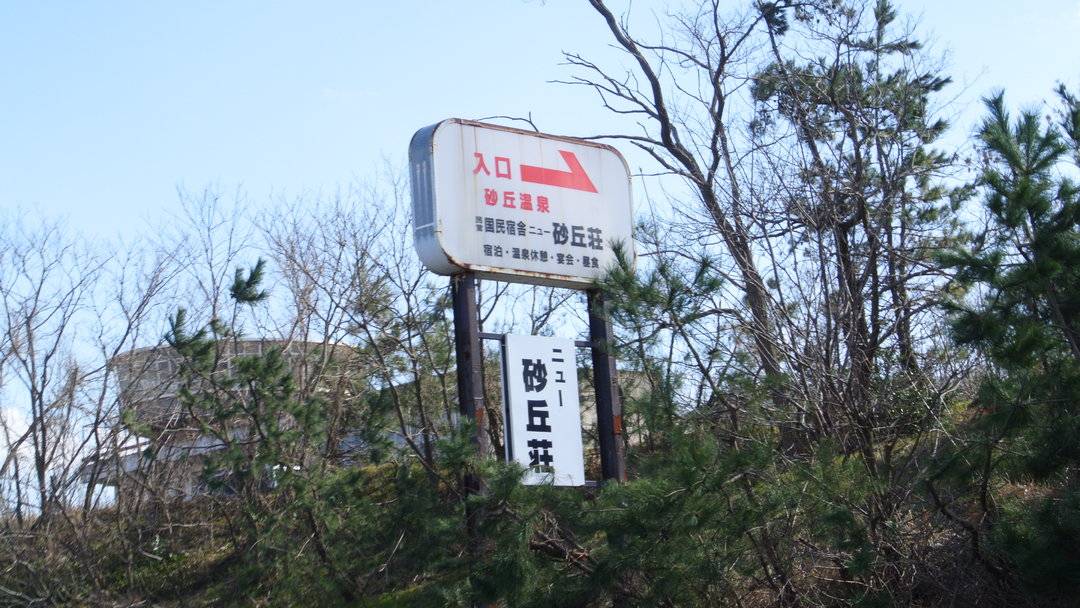 入口
砂丘温泉
国民宿舎 ニュー 砂丘荘
宿泊・温泉休憩・宴会・昼食
ニュー
砂丘荘